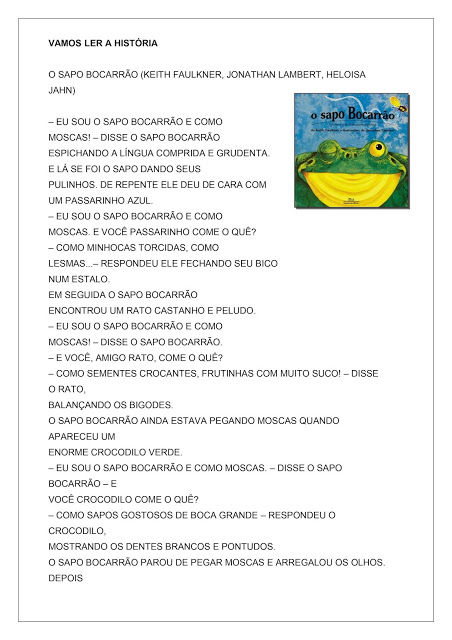 VAMOS LER A HISTÓRIA
O SAPO BOCARRÃO (KEITH FAULKNER, JONATHAN LAMBERT, HELOISA
JAHN)
o sapo Bocarrão
– EU SOU O SAPO BOCARRÃO E COMO
MOSCAS! – DISSE O SAPO BOCARRÃO
ESPICHANDO A LÍNGUA COMPRIDA E GRUDENTA.
E LÁ SE FOI O SAPO DANDO SEUS
PULINHOS. DE REPENTE ELE DEU DE CARA COM
UM PASSARINHO AZUL.
– EU SOU O SAPO BOCARRÃO E COMO
MOSCAS. E VOCÊ PASSARINHO COME O QUÊ?
– COMO MINHOCAS TORCIDAS, COMO
LESMAS...– RESPONDEU ELE FECHANDO SEU BICO
NUM ESTALO.
EM SEGUIDA O SAPO BOCARRÃO
ENCONTROU UM RATO CASTANHO E PELUDO.
– EU SOU O SAPO BOCARRÃO E COMO
MOSCAS! – DISSE O SAPO BOCARRÃO.
– E VOCÊ, AMIGO RATO, COME O QUÊ?
– COMO SEMENTES CROCANTES, FRUTINHAS COM MUITO SUCO! – DISSE
O RATO,
BALANÇANDO OS BIGODES.
O SAPO BOCARRÃO AINDA ESTAVA PEGANDO MOSCAS QUANDO
APARECEU UM
ENORME CROCODILO VERDE.
– EU SOU O SAPO BOCARRÃO E COMO MOSCAS. – DISSE O SAPO
BOCARRÃO – E
VOCÊ CROCODILO COME O QUÊ?
– COMO SAPOS GOSTOSOS DE BOCA GRANDE – RESPONDEU O
CROCODILO,
MOSTRANDO OS DENTES BRANCOS E PONTUDOS.
O SAPO BOCARRÃO PAROU DE PEGAR MOSCAS E ARREGALOU OS OLHOS.
DEPOIS